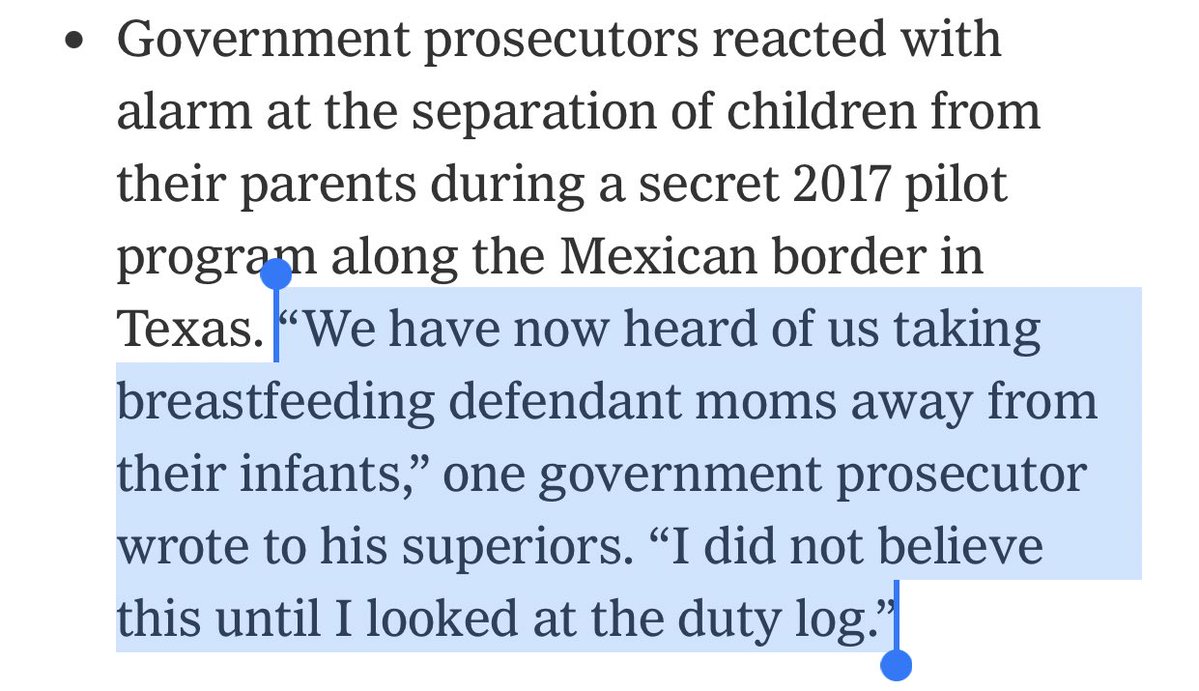 • Government prosecutors reacted with
alarm at the separation of children from
their parents during a secret 2017 pilot
program along the Mexican border in
Texas. “We have now heard of us taking
breastfeeding defendant moms away from
their infants,” one government prosecutor
wrote to his superiors. “I did not believe
this until I looked at the duty log.”